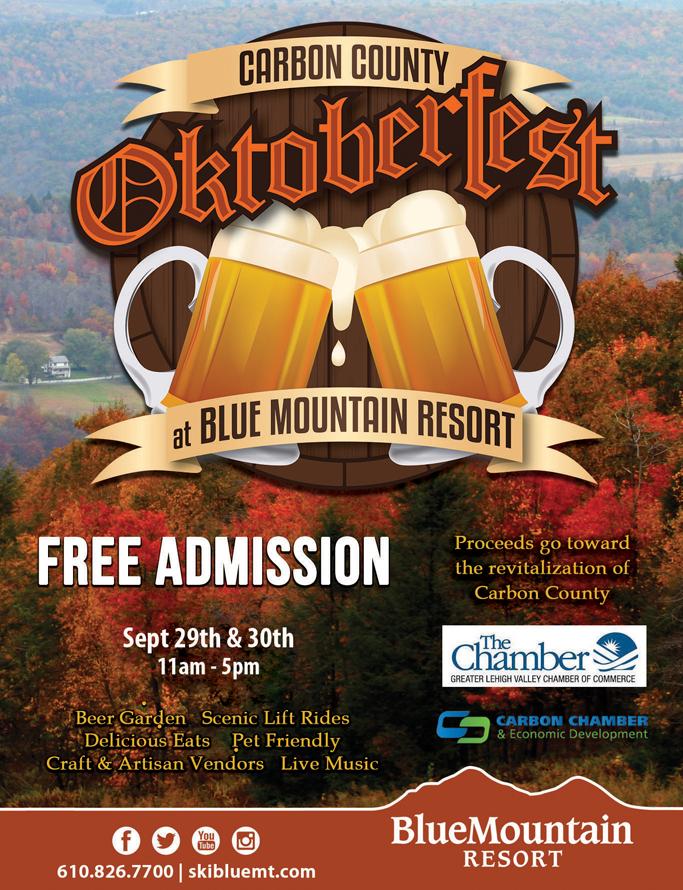 CARBON COUNTY
Oktoberfest
at BLUE MOUNTAIN RESORT
FREE ADMISSION
Proceeds go toward
the revitalization of
Carbon County
Sept 29th & 30th
11am - 5pm
The
Chamber
GREATER LEHIGH VALLEY CHAMBER OF COMMERCE
Beer Garden Scenic Lift Rides
Delicious Eats Pet Friendly
Craft & Artisan Vendors Live Music
CARBON CHAMBER
& Economic Development
You
Tube
610.826.7700 | skibluemt.com
BlueMountain
RESORT